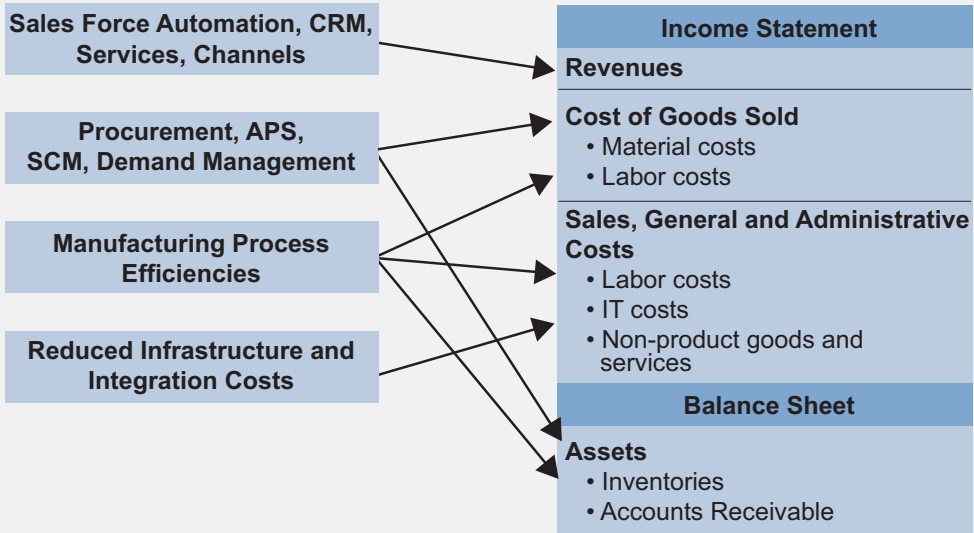 Sales Force Automation, CRM,
Services, Channels
Procurement, APS,
SCM, Demand Management
Manufacturing Process
Efficiencies
Reduced Infrastructure and
Integration Costs
Income Statement
Revenues
Cost of Goods Sold
• Material costs
• Labor costs
Sales, General and Administrative
Costs
• Labor costs
• IT costs
• Non-product goods and
services
Balance Sheet
Assets
• Inventories
• Accounts Receivable